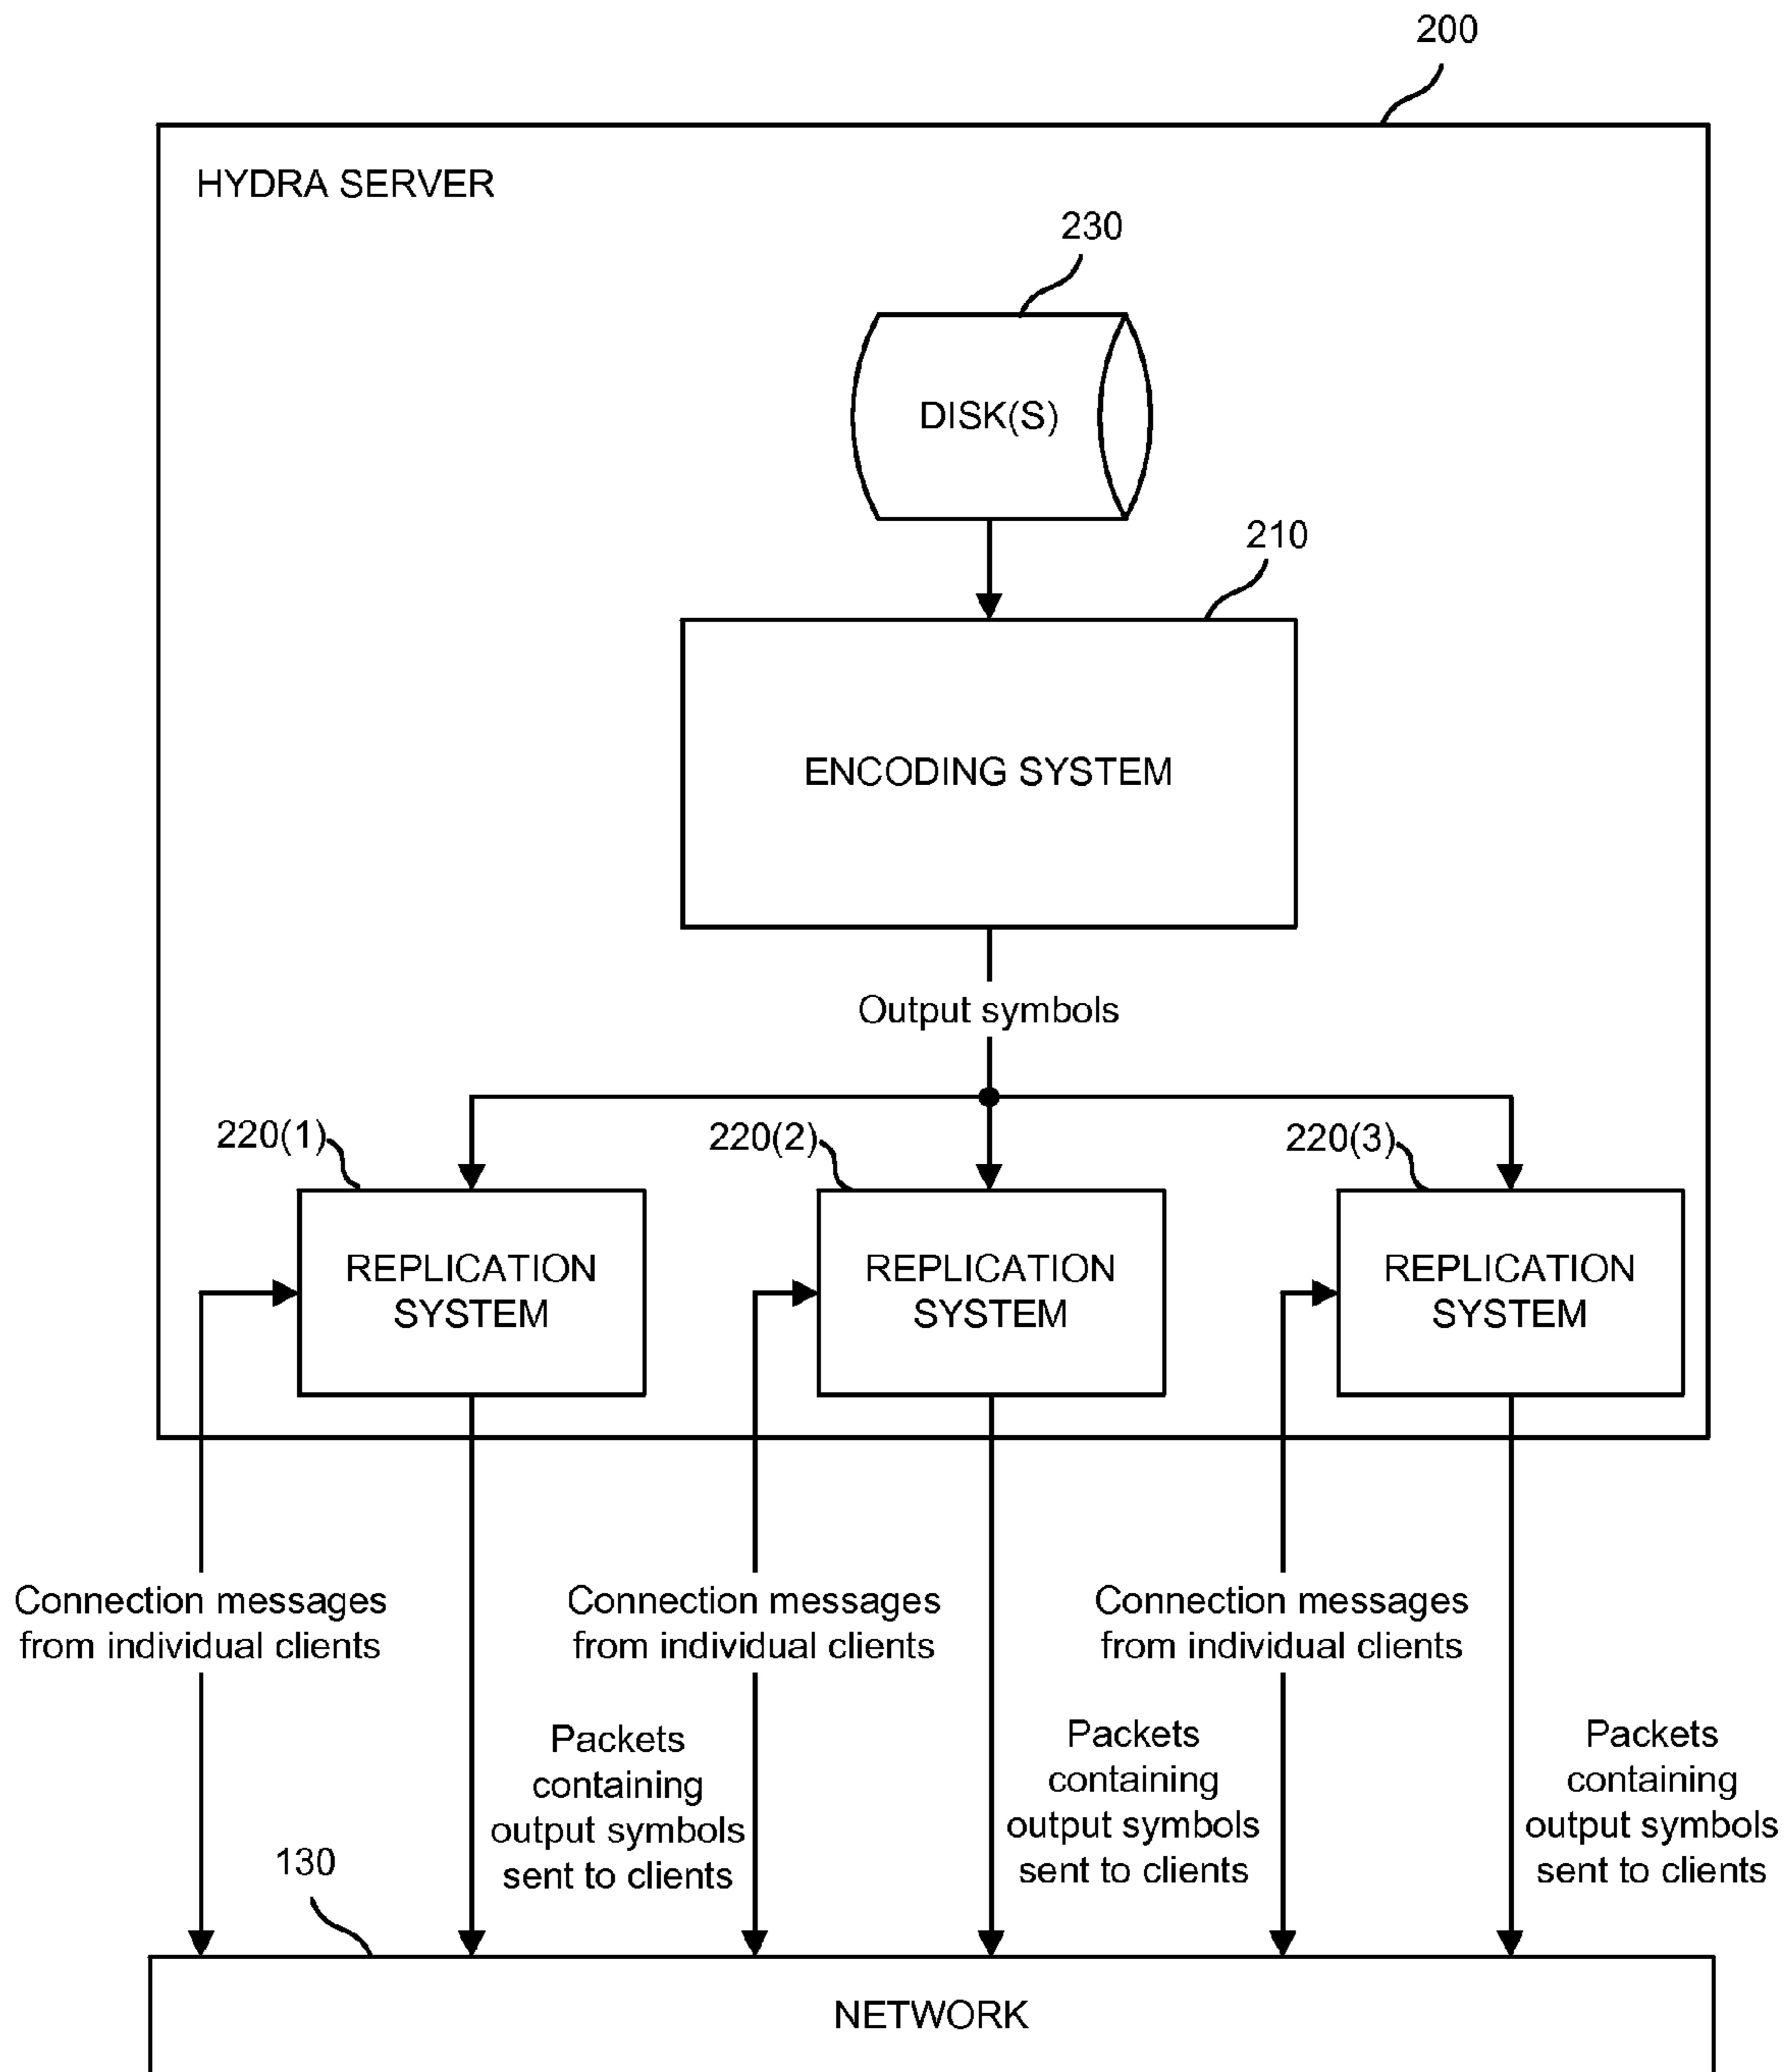 200
HYDRA SERVER
230
DISK(S)
210
ENCODING SYSTEM
Output symbols
220(1)
220(2)
220(3)
REPLICATION
SYSTEM
REPLICATION
SYSTEM
REPLICATION
SYSTEM
Connection messages
from individual clients
Connection messages
from individual clients
Connection messages
from individual clients
Packets
containing
output symbols
sent to clients
Packets
containing
output symbols
sent to clients
Packets
containing
output symbols
sent to clients
130
NETWORK